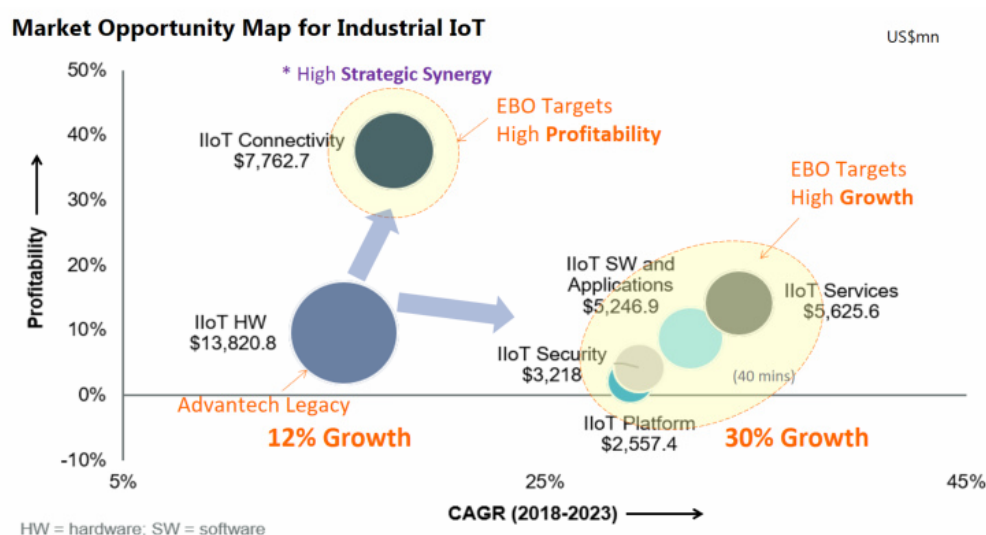 Market Opportunity Map for Industrial IoT
US$mn
50%
* High Strategic Synergy
EBO Targets
High Profitability
40%
IIoT Connectivity
$7,762.7
30%
EBO Targets
High Growth
Profitability
20%
IIoT SW and
Applications
$5,246.9
IIoT Services
$5,625.6
IIoT HW
$13,820.8
10%
IIoT Security
$3,218
(40 mins)
0%
Advantech Legacy
IIoT Platform
$2,557.4
12% Growth
30% Growth
-10%
5%
25%
45%
CAGR (2018-2023)
HW = hardware; SW = software